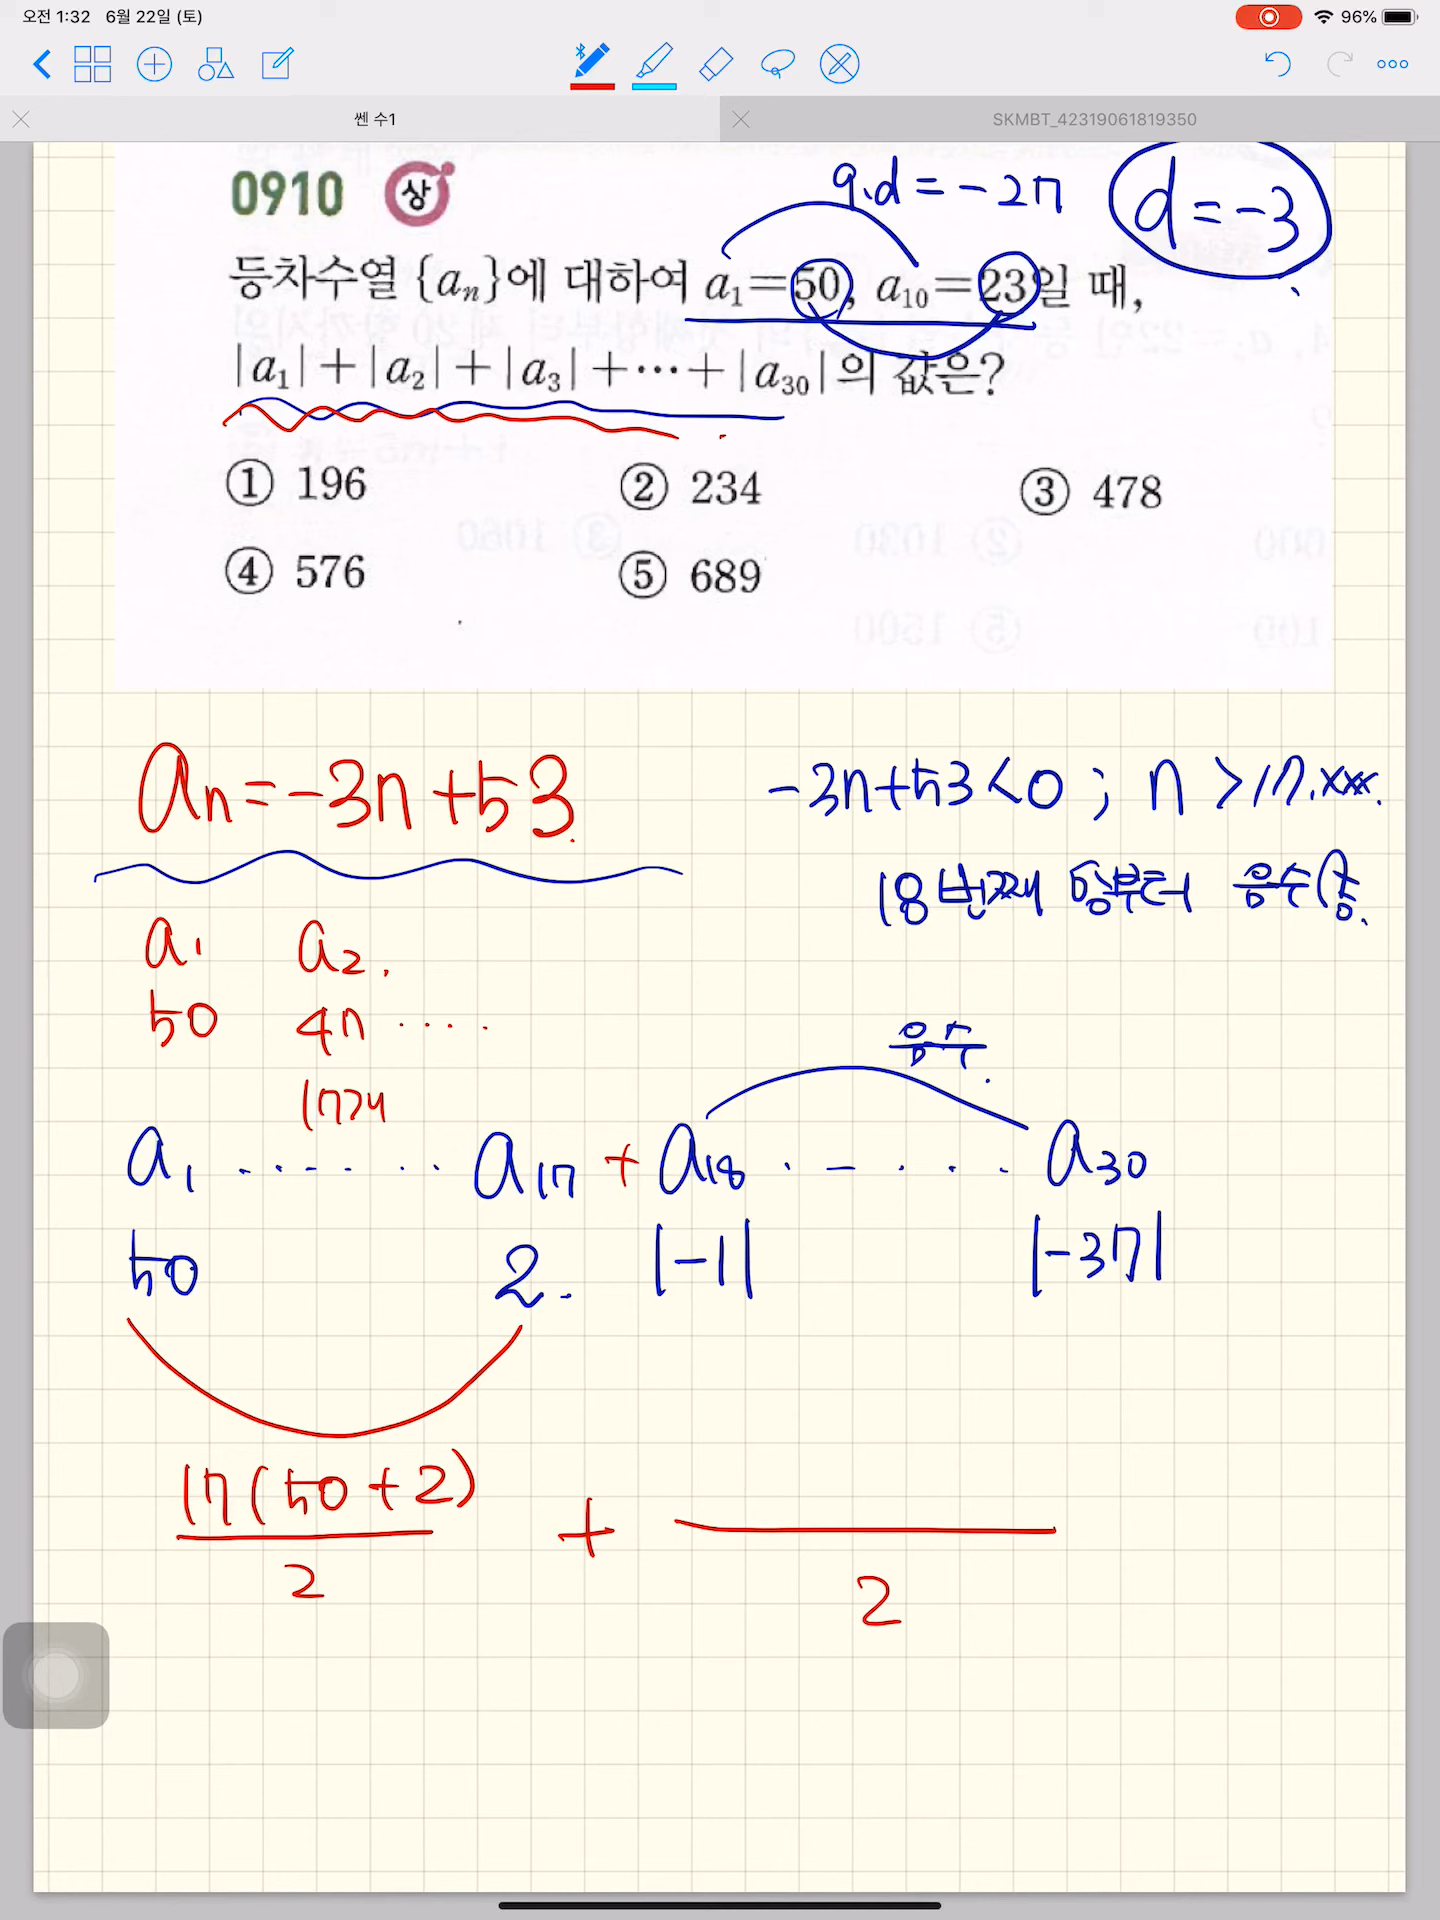 오전 1:32 6월 22일 (토)
96%
쎈 수1
SKMBT_42319061819350
0910 상
9.d = -27 d = -3
등차수열 {aₙ}에 대하여 a₁=50, a₁₀=23일 때,
|a₁|+|a₂|+|a₃|+⋯+|a₃₀|의 값은?
① 196 ② 234 ③ 478
④ 576 ⑤ 689
aₙ = -3n+53
-3n+53<0 ; n >17.xxx.
18번째 항부터 음수항.
a₁ a₂.
50 47 ····
음수.
17개
a₁ ······ a₁₇ + a₁₈ ····· a₃₀
50 2. |-1| |-37|
17(50+2) +
2 2